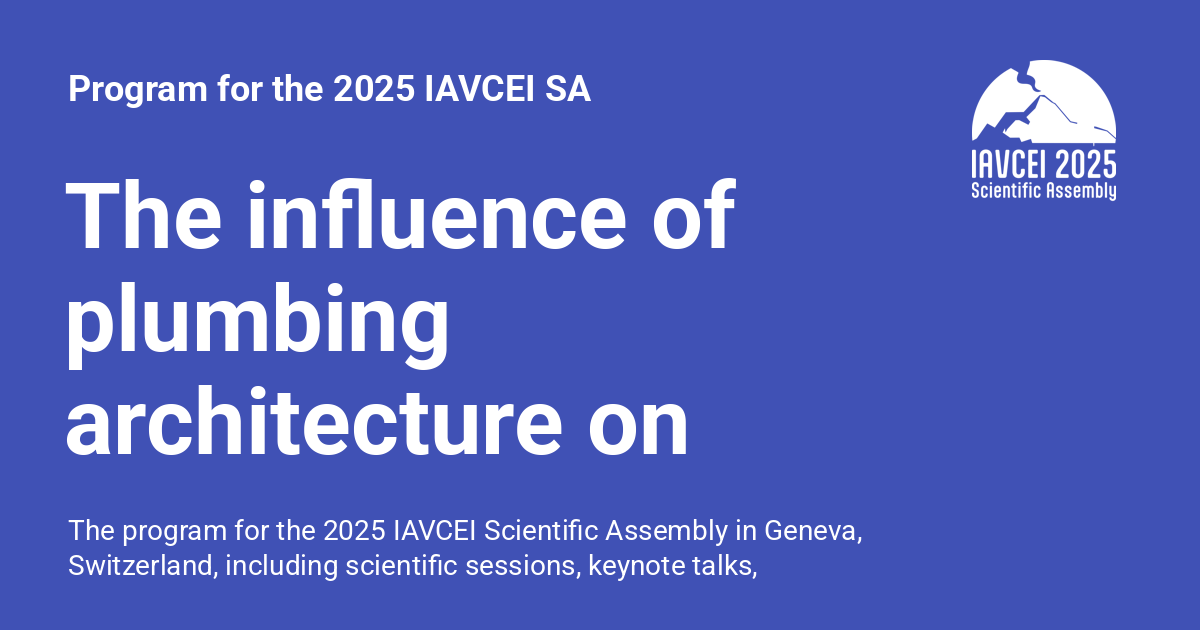 Program for the 2025 IAVCEI SA
IAVCEI 2025
Scientific Assembly
The influence of
plumbing
architecture on
The program for the 2025 IAVCEI Scientific Assembly in Geneva,
Switzerland, including scientific sessions, keynote talks,